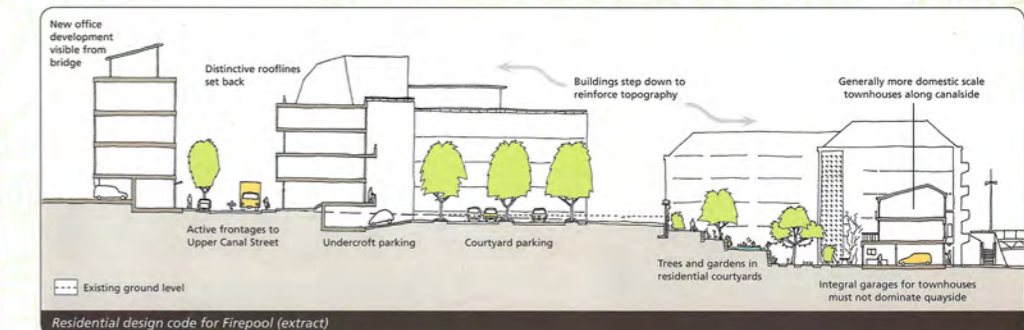 New office
development
visible from
bridge
Distinctive rooflines
set back
Buildings step down to
reinforce topography
Generally more domestic scale
townhouses along canalside
Active frontages to
Upper Canal Street
Undercroft parking
Courtyard parking
Trees and gardens in
residential courtyards
Integral garages for townhouses
must not dominate quayside
Existing ground level
Residential design code for Firepool (extract)